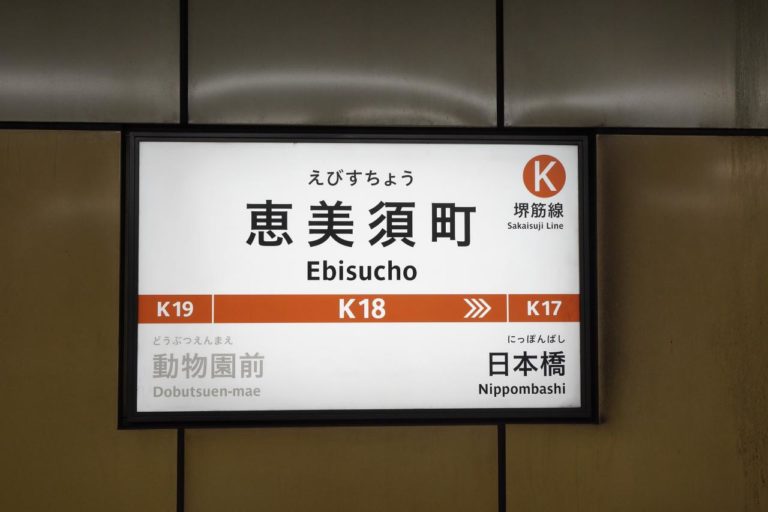 えびすちょう
恵美須町
Ebisucho
K
堺筋線
Sakaisuji Line
K19
K18
K17
どうぶつえんまえ
動物園前
Dobutsuen-mae
にっぽんばし
日本橋
Nippombashi